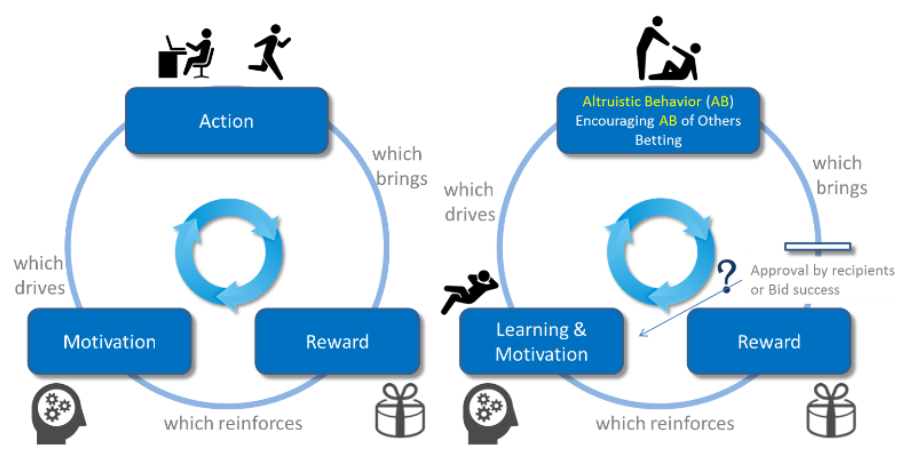 Action
which
brings
which
drives
Motivation
Reward
which reinforces
Altruistic Behavior (AB)
Encouraging AB of Others
Betting
which
brings
which
drives
?
Approval by recipients
or Bid success
Learning &
Motivation
Reward
which reinforces